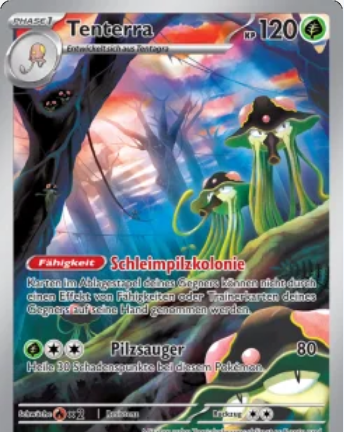 PHASE 1
Tenterra
KP 120
Entwickelt sich aus Tentagra
Fähigkeit Schleimpilzkolonie
Karten im Ablagestapel deines Gegners können nicht durch
einen Effekt von Fähigkeiten oder Trainerkarten deines
Gegners auf seine Hand genommen werden.
Pilzsauger 80
Heile 30 Schadenspunkte bei diesem Pokémon.
Schwäche ×2 Resistenz Rückzug